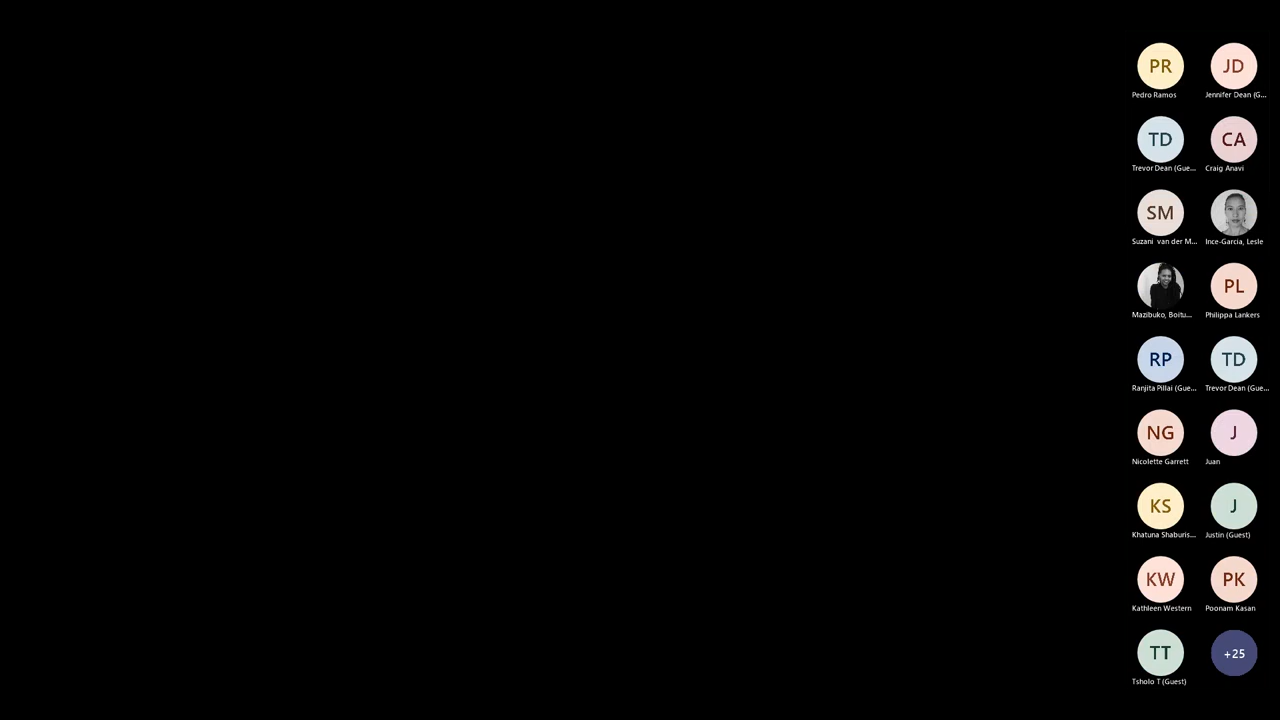 PR JD
Pedro Ramos Jennifer Dean (G...
TD CA
Trevor Dean (Gue... Craig Anavi
SM
Suzani van der M... Ince-Garcia, Lesle
PL
Mazibuko, Boitu... Philippa Lankers
RP TD
Ranjita Pillai (Gue... Trevor Dean (Gue...
NG J
Nicolette Garrett Juan
KS J
Khatuna Shaburis... Justin (Guest)
KW PK
Kathleen Western Poonam Kasan
TT +25
Tsholo T (Guest)